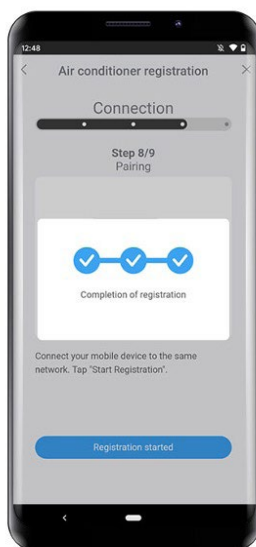 12:48
Air conditioner registration
Connection
Step 8/9
Pairing
Completion of registration
Connect your mobile device to the same
network. Tap "Start Registration".
Registration started